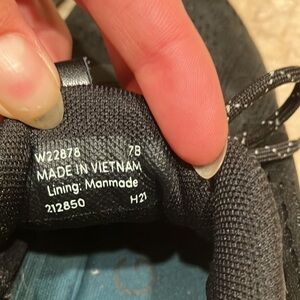 W22878 7B
MADE IN VIETNAM
Lining: Manmade
212850 H21